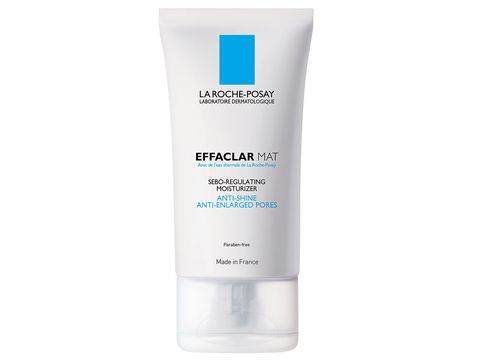 LA ROCHE-POSAY
LABORATOIRE DERMATOLOGIQUE
EFFACLAR MAT
Avec de l'eau thermale de La Roche-Posay
SEBO-REGULATING
MOISTURIZER
ANTI-SHINE
ANTI-ENLARGED PORES
Paraben-free
Made in France